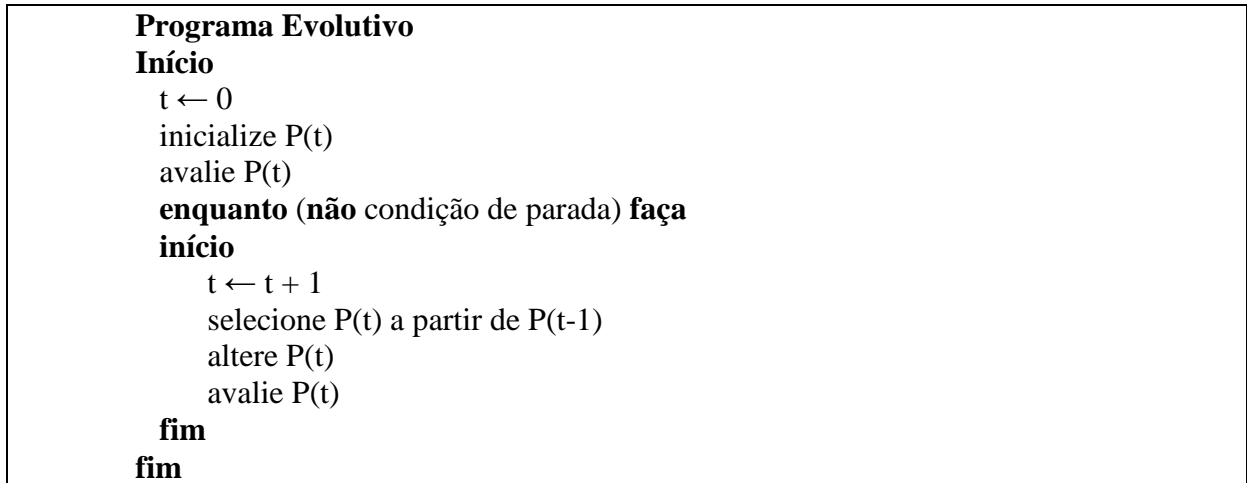 Programa Evolutivo
Início
t ← 0
inicialize P(t)
avalie P(t)
enquanto (não condição de parada) faça
início
t ← t + 1
selecione P(t) a partir de P(t-1)
altere P(t)
avalie P(t)
fim
fim